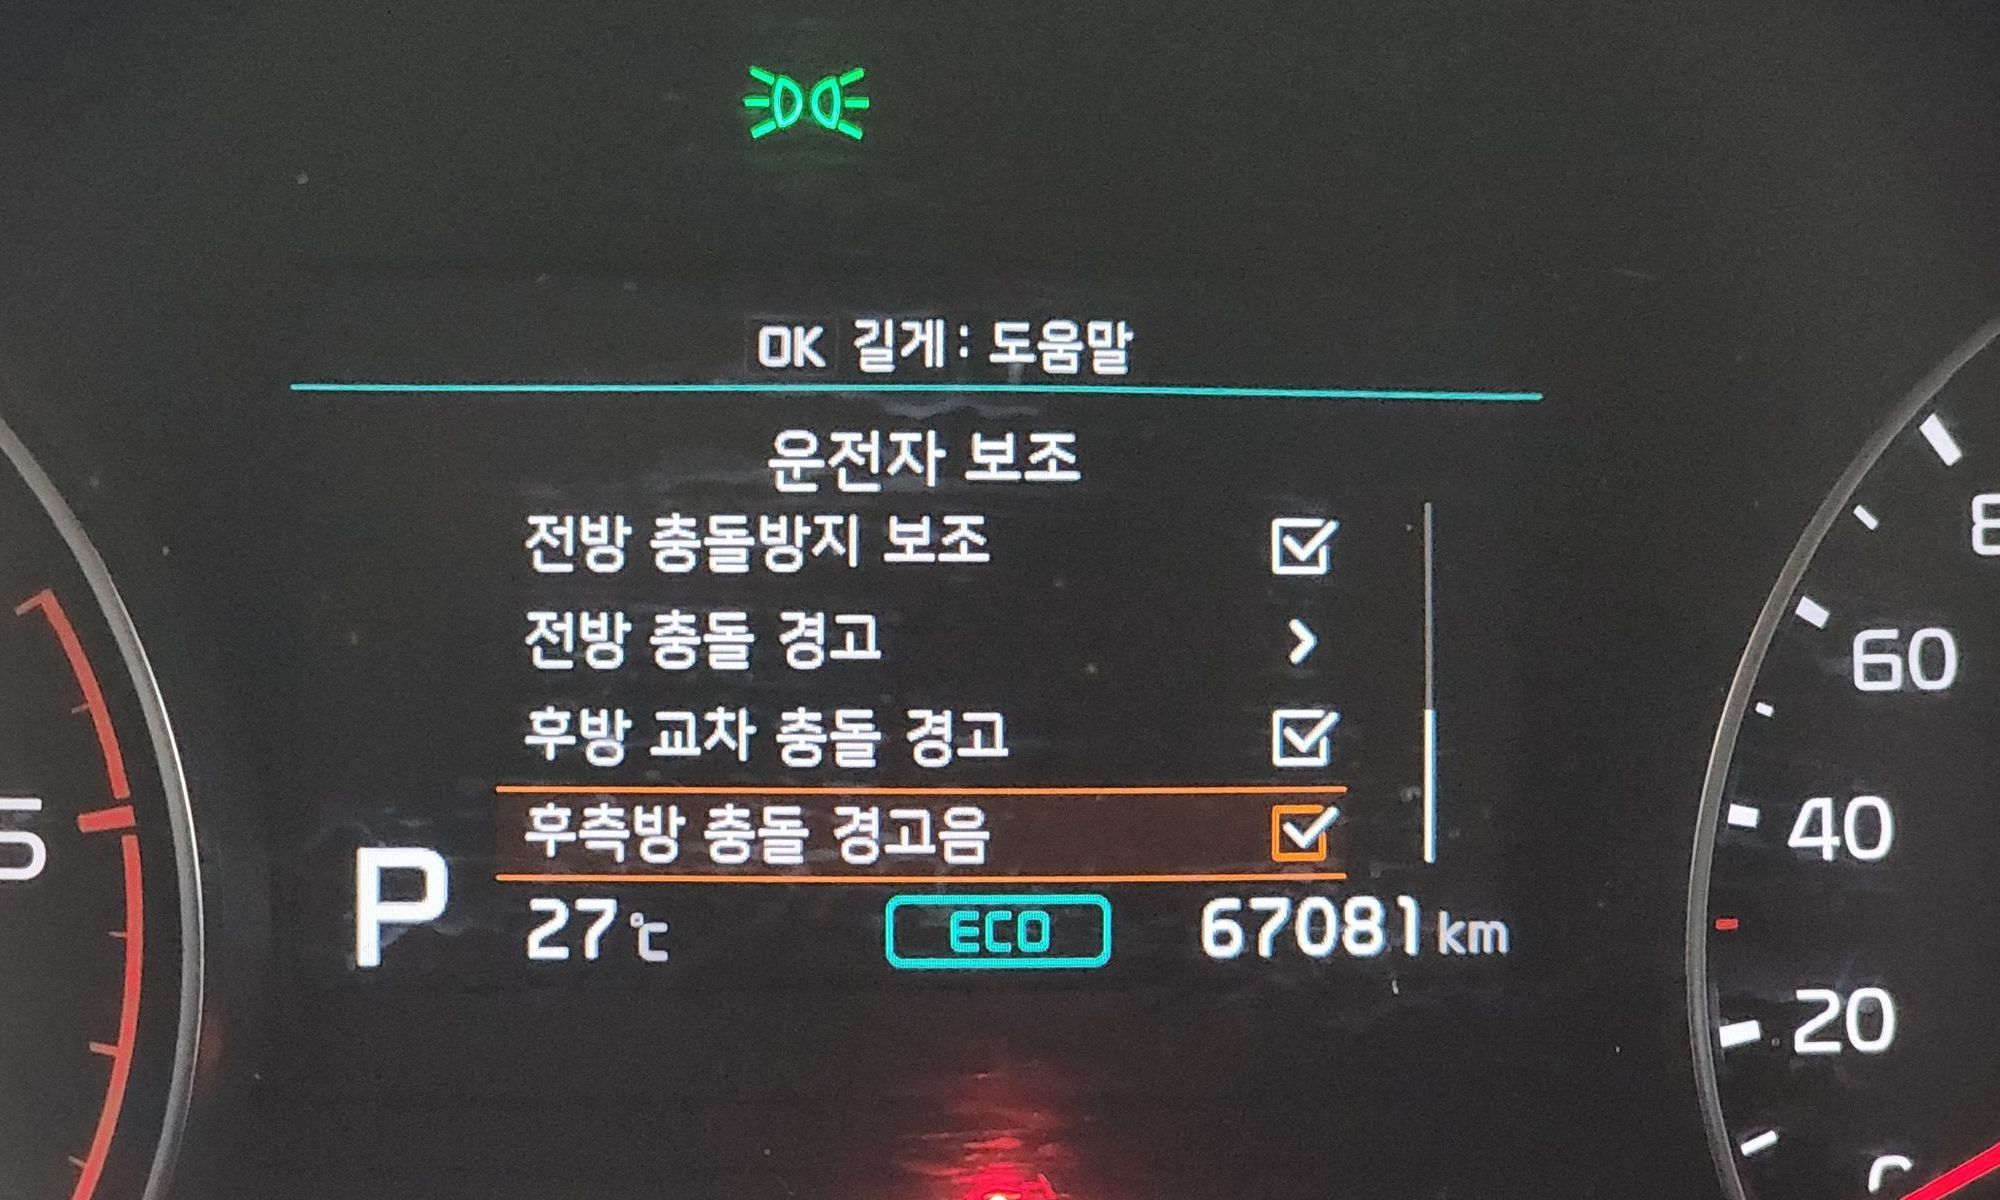 OK 길게: 도움말
운전자 보조
전방 충돌방지 보조
전방 충돌 경고
후방 교차 충돌 경고
후측방 충돌 경고음
P 27℃ ECO 67081 km
5
8
60
40
20